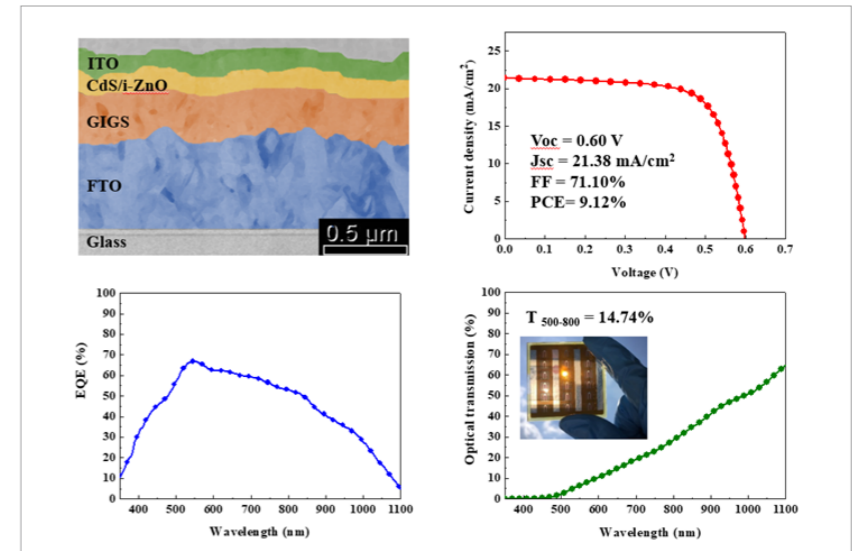 ITO
CdS/i-ZnO
GIGS
FTO
Glass
0.5 μm
Current density (mA/cm²)
25
20
15
10
5
0
Voc = 0.60 V
Jsc = 21.38 mA/cm²
FF = 71.10%
PCE= 9.12%
0.0 0.1 0.2 0.3 0.4 0.5 0.6 0.7
Voltage (V)
EQE (%)
100
90
80
70
60
50
40
30
20
10
0
400 500 600 700 800 900 1000 1100
Wavelength (nm)
Optical transmission (%)
100
90
80
70
60
50
40
30
20
10
0
T 500-800 = 14.74%
400 500 600 700 800 900 1000 1100
Wavelength (nm)